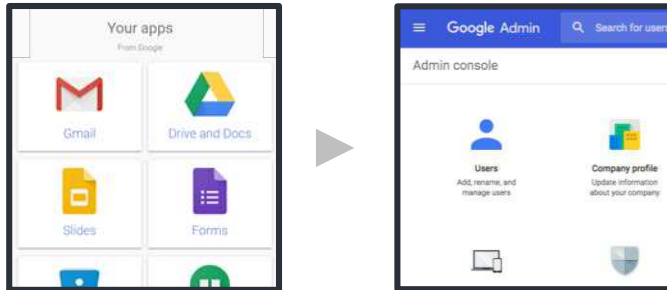 Your apps
From Google
Gmail
Drive and Docs
Slides
Forms
Google Admin
Search for users
Admin console
Users
Add, rename, and
manage users
Company profile
Update information
about your company